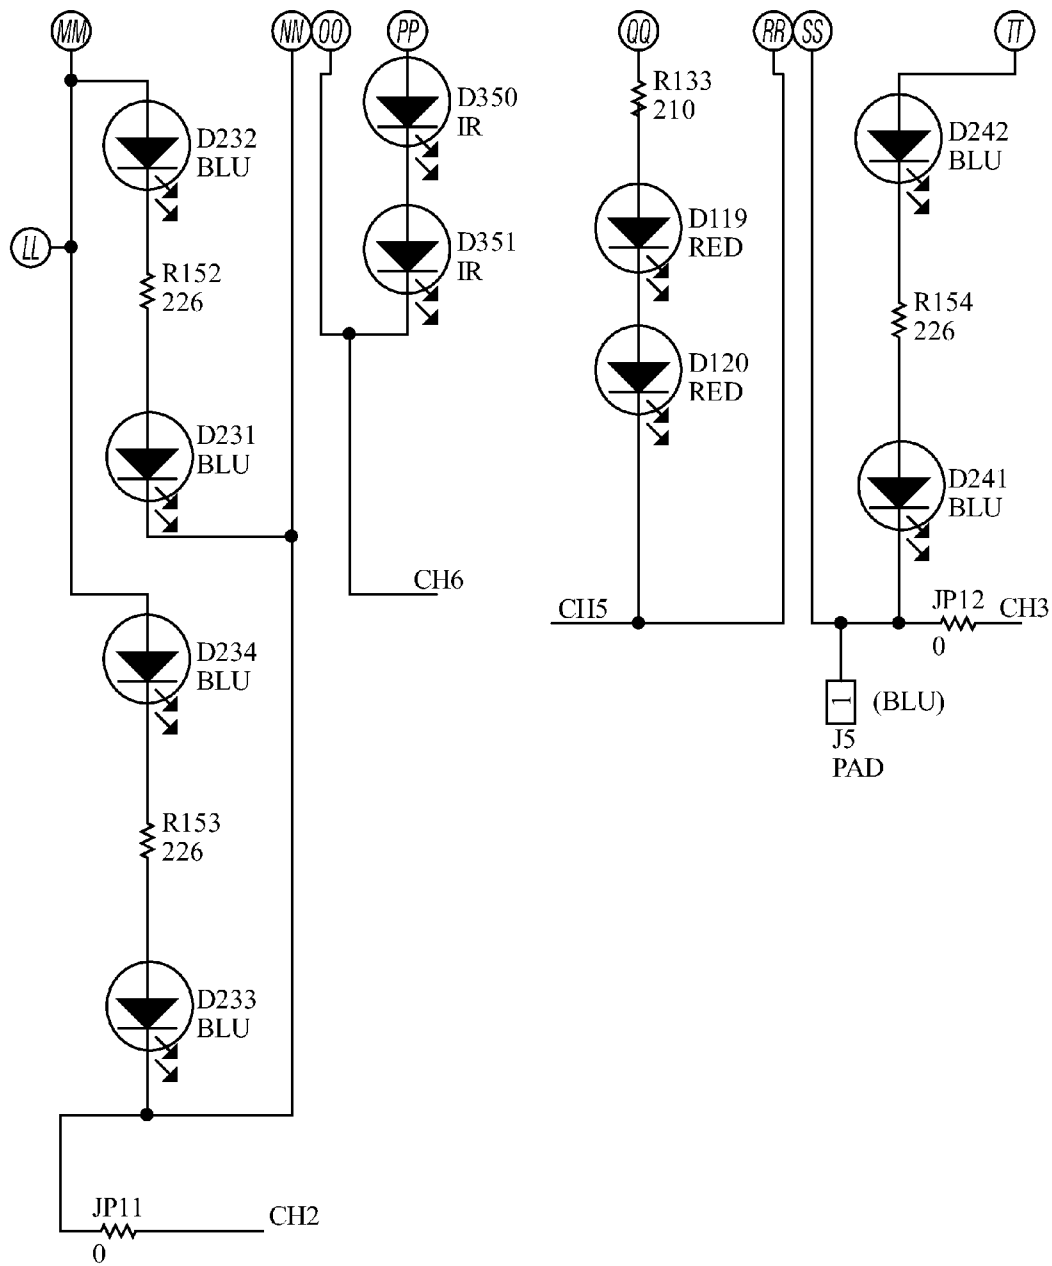 MM
NN
OO
PP
QQ
RR
SS
TT
D232
BLU
LL
R152
226
D231
BLU
D234
BLU
R153
226
D233
BLU
JP11
0
CH2
D350
IR
D351
IR
CH6
R133
210
D119
RED
D120
RED
CH5
D242
BLU
R154
226
D241
BLU
JP12
0
CH3
1
(BLU)
J5
PAD